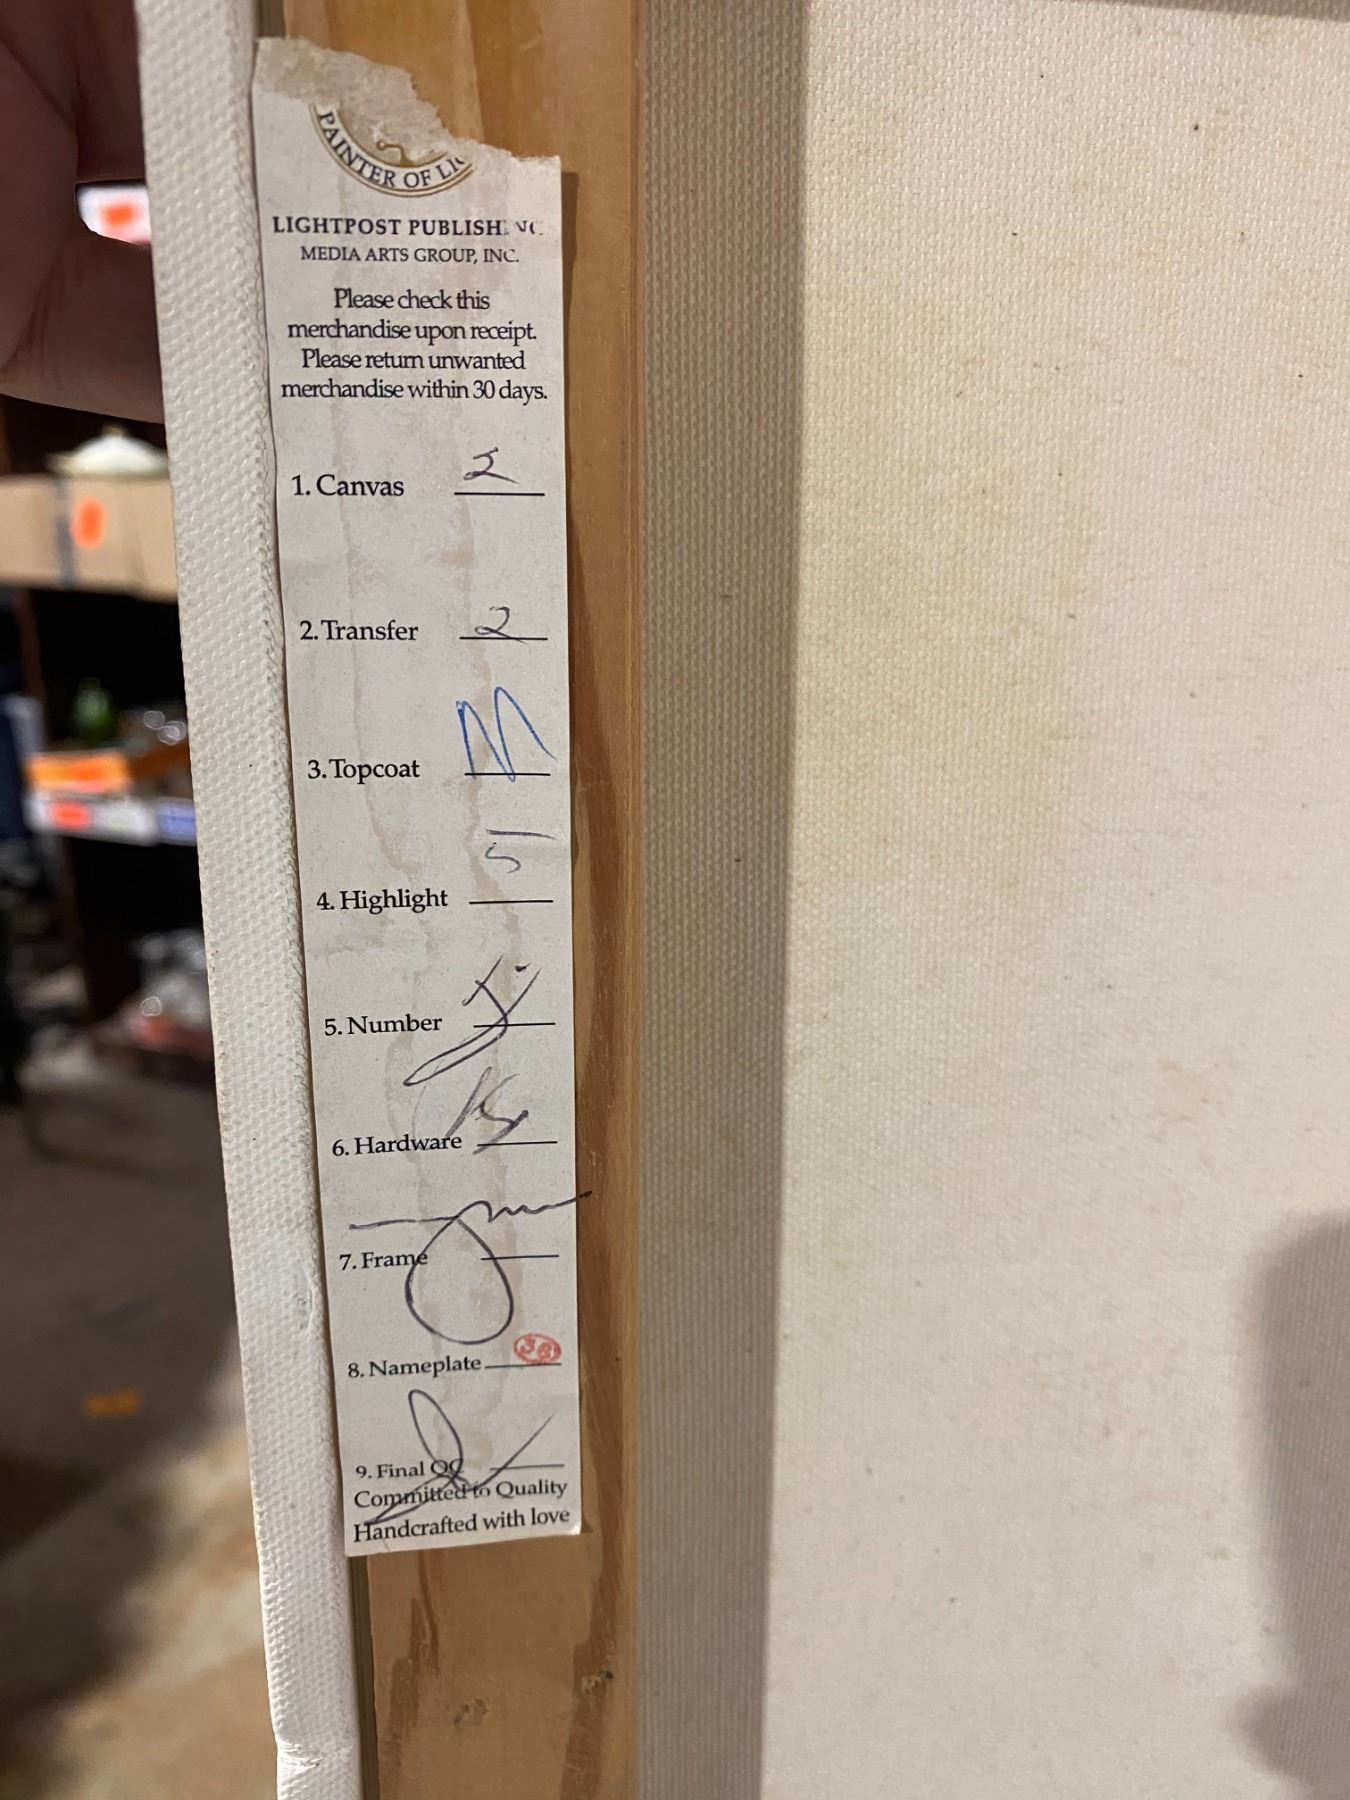 PAINTER OF LI
LIGHTPOST PUBLISHING
MEDIA ARTS GROUP, INC.
Please check this
merchandise upon receipt.
Please return unwanted
merchandise within 30 days.
1. Canvas 2
2. Transfer 2
3. Topcoat M
4. Highlight 5
5. Number
6. Hardware
7. Frame
8. Nameplate
9. Final QC
Committed to Quality
Handcrafted with love